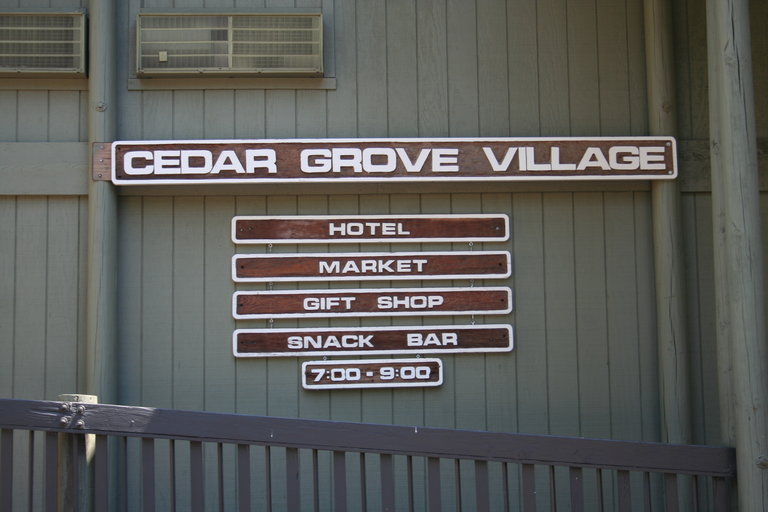 CEDAR GROVE VILLAGE
HOTEL
MARKET
GIFT SHOP
SNACK BAR
7:00 - 9:00